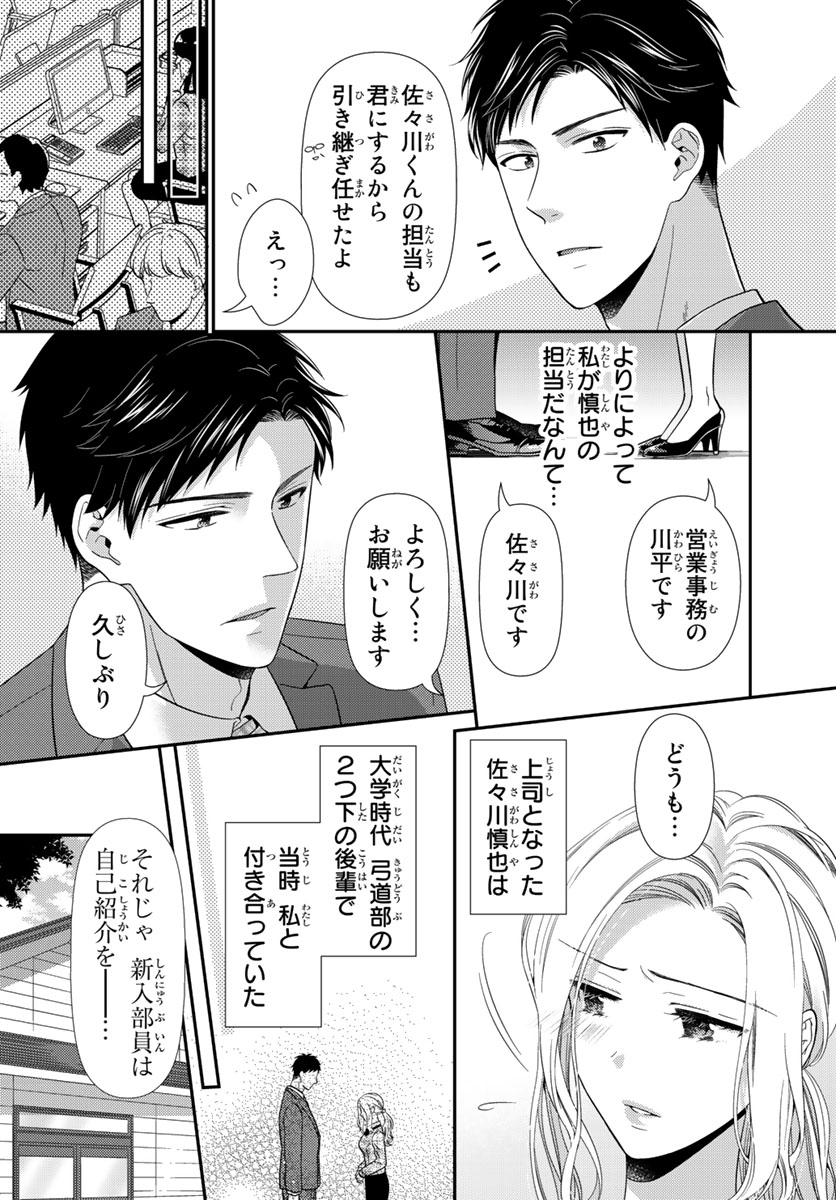 佐々川くんの担当も
君にするから
引き継ぎ任せたよ
えっ…
よりによって
私が慎也の
担当だなんて…
営業事務の
川平です
佐々川です
よろしく…
お願いします
久しぶり
どうも…
上司となった
佐々川慎也は
大学時代 弓道部の
2つ下の後輩で
当時 私と
付き合っていた
それじゃ 新入部員は
自己紹介を――…